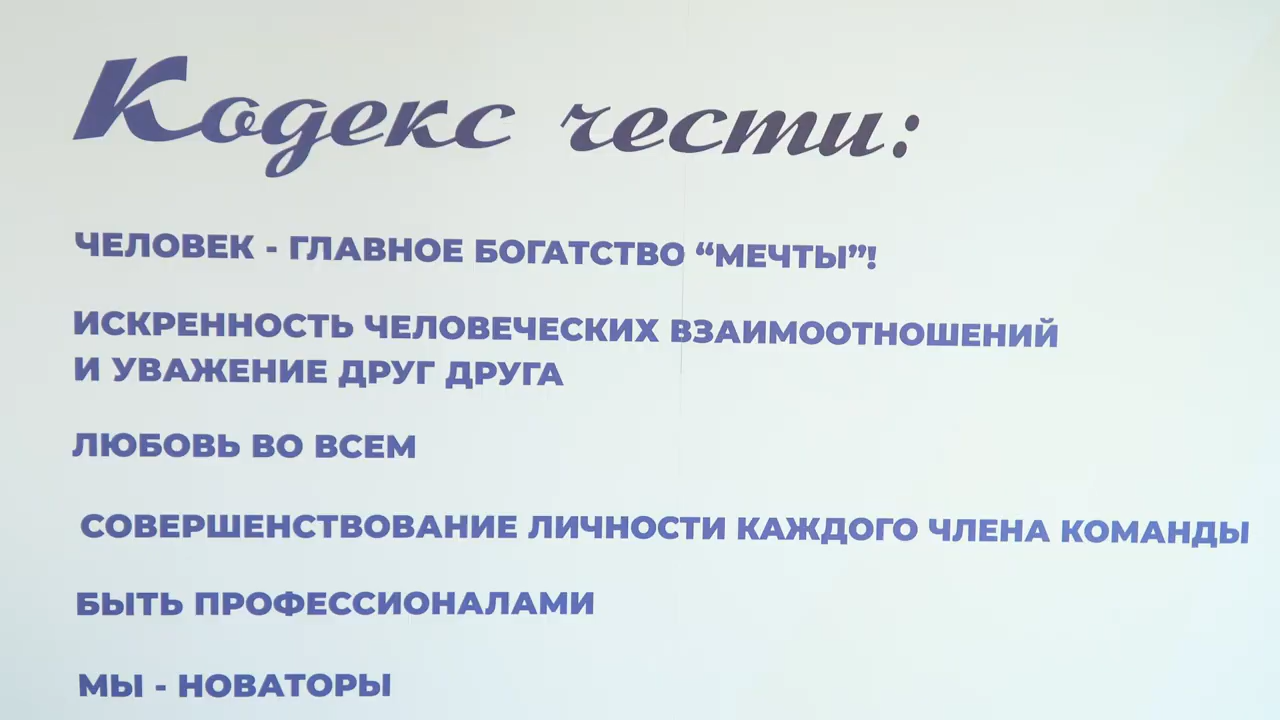 Кодекс чести:
ЧЕЛОВЕК - ГЛАВНОЕ БОГАТСТВО “МЕЧТЫ”!
ИСКРЕННОСТЬ ЧЕЛОВЕЧЕСКИХ ВЗАИМООТНОШЕНИЙ
И УВАЖЕНИЕ ДРУГ ДРУГА
ЛЮБОВЬ ВО ВСЕМ
СОВЕРШЕНСТВОВАНИЕ ЛИЧНОСТИ КАЖДОГО ЧЛЕНА КОМАНДЫ
БЫТЬ ПРОФЕССИОНАЛАМИ
МЫ - НОВАТОРЫ